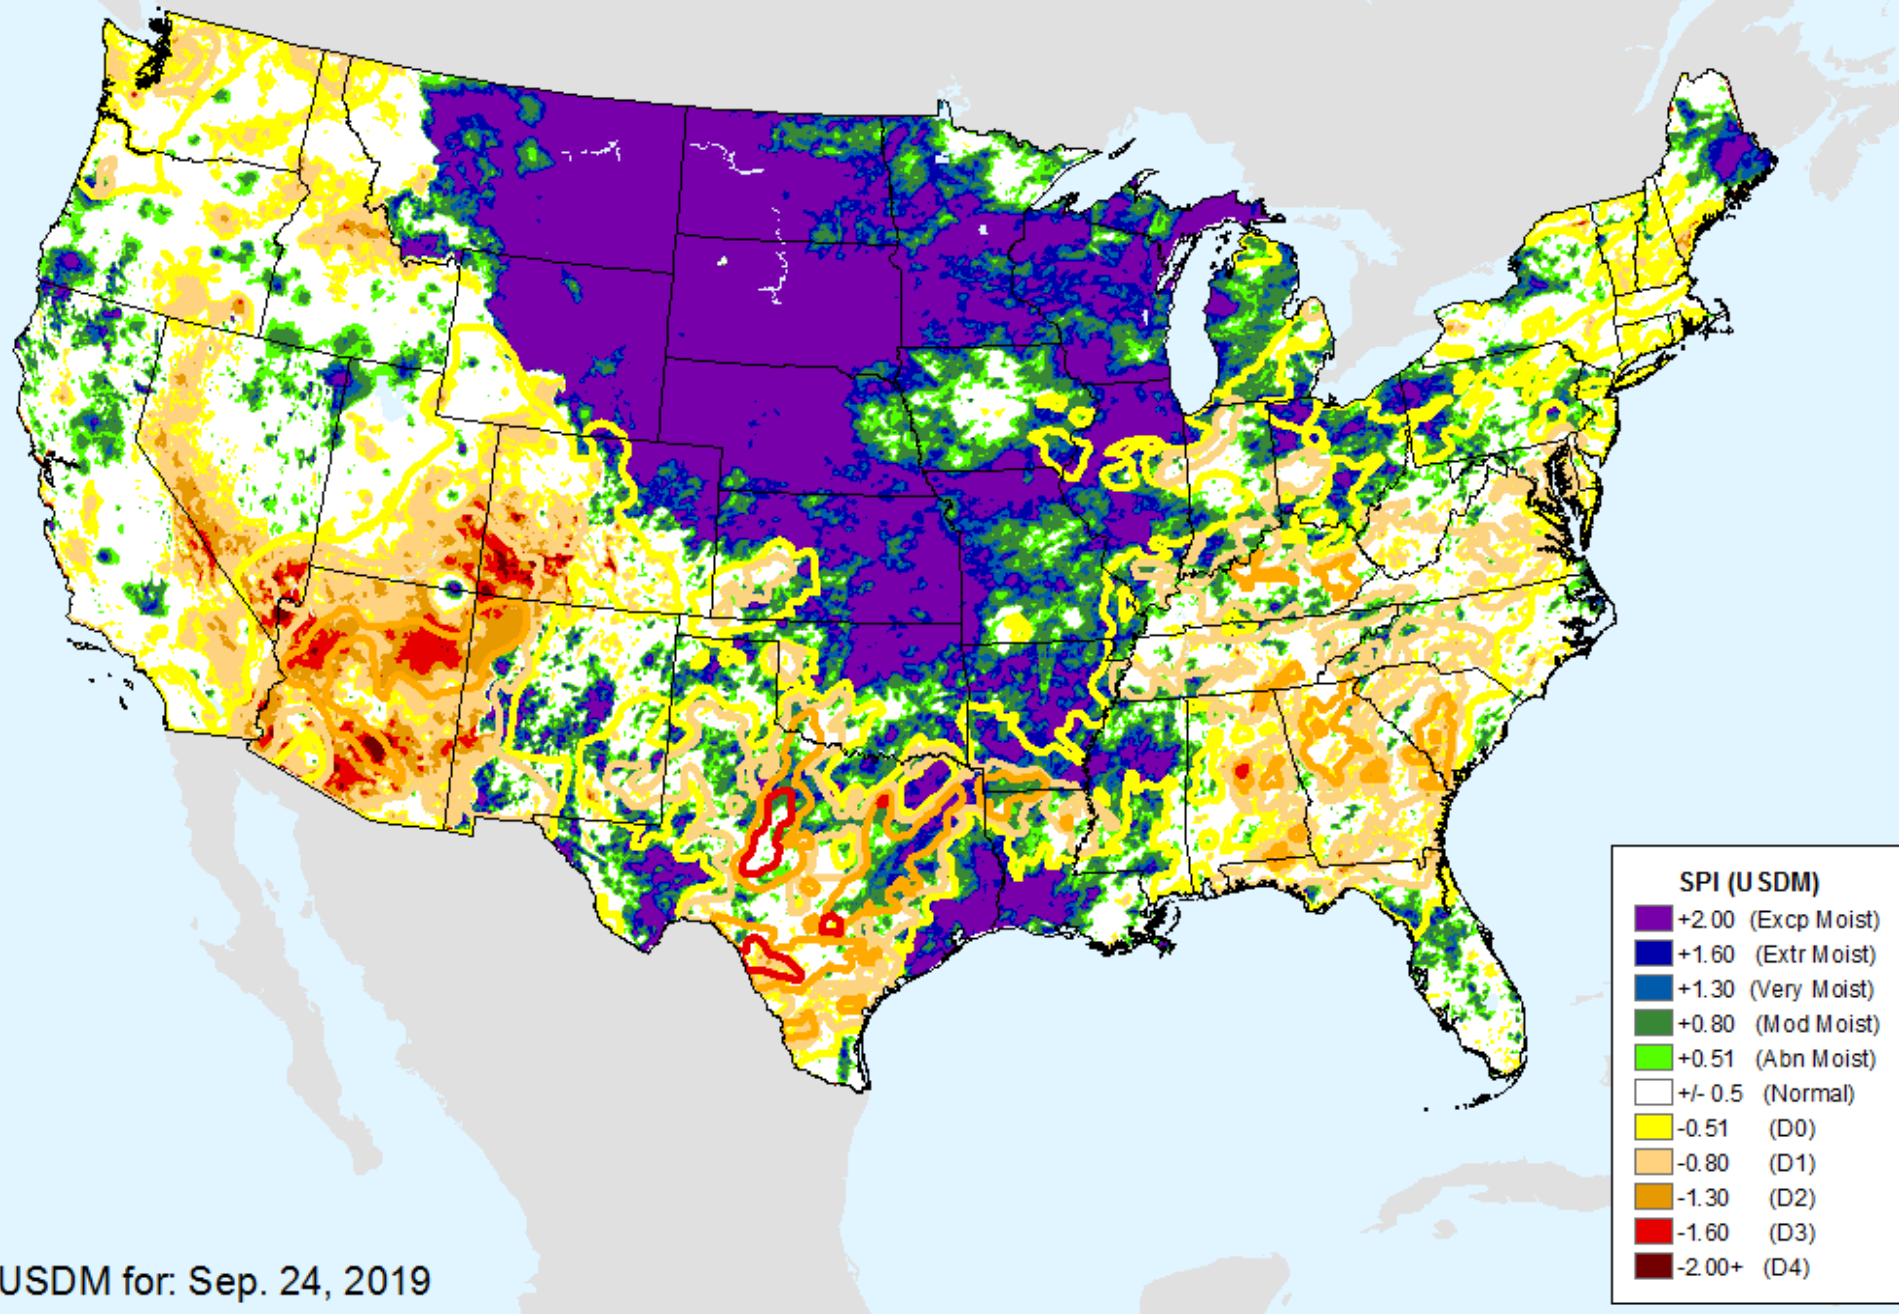 SPI (USDM)
+2.00 (Excp Moist)
+1.60 (Extr Moist)
+1.30 (Very Moist)
+0.80 (Mod Moist)
+0.51 (Abn Moist)
+/- 0.5 (Normal)
-0.51 (D0)
-0.80 (D1)
-1.30 (D2)
-1.60 (D3)
-2.00+ (D4)
USDM for: Sep. 24, 2019